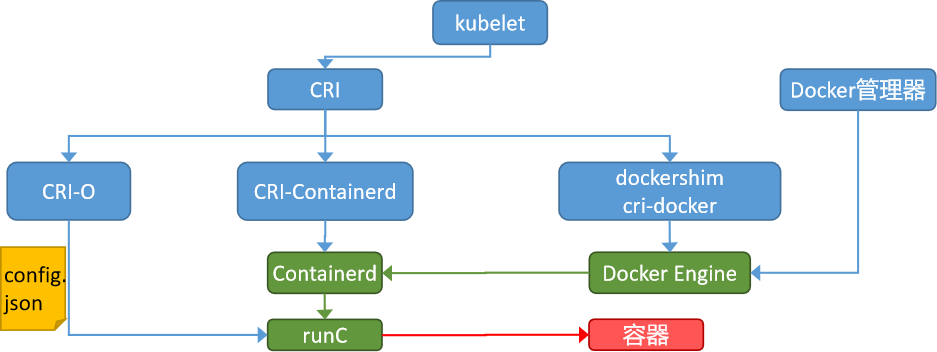 kubelet
CRI
Docker管理器
CRI-O
CRI-Containerd
dockershim
cri-docker
config.
json
Containerd
Docker Engine
runC
容器